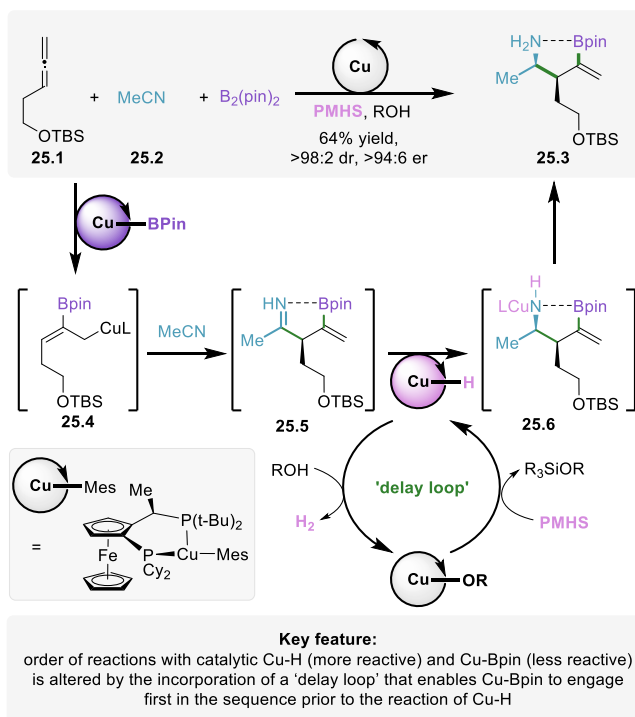 OTBS
25.1
+
MeCN
25.2
+
B2(pin)2
Cu
PMHS, ROH
64% yield,
>98:2 dr, >94:6 er
H2N
Bpin
Me
OTBS
25.3
Cu
BPin
Bpin
CuL
OTBS
25.4
MeCN
HN
Bpin
Me
OTBS
25.5
Cu
H
H
LCu
N
Bpin
Me
OTBS
25.6
ROH
H2
'delay loop'
R3SiOR
PMHS
Cu
OR
Cu
Mes
=
Me
P(t-Bu)2
Fe
P
Cu
Mes
Cy2
Key feature:
order of reactions with catalytic Cu-H (more reactive) and Cu-Bpin (less reactive)
is altered by the incorporation of a ‘delay loop’ that enables Cu-Bpin to engage
first in the sequence prior to the reaction of Cu-H